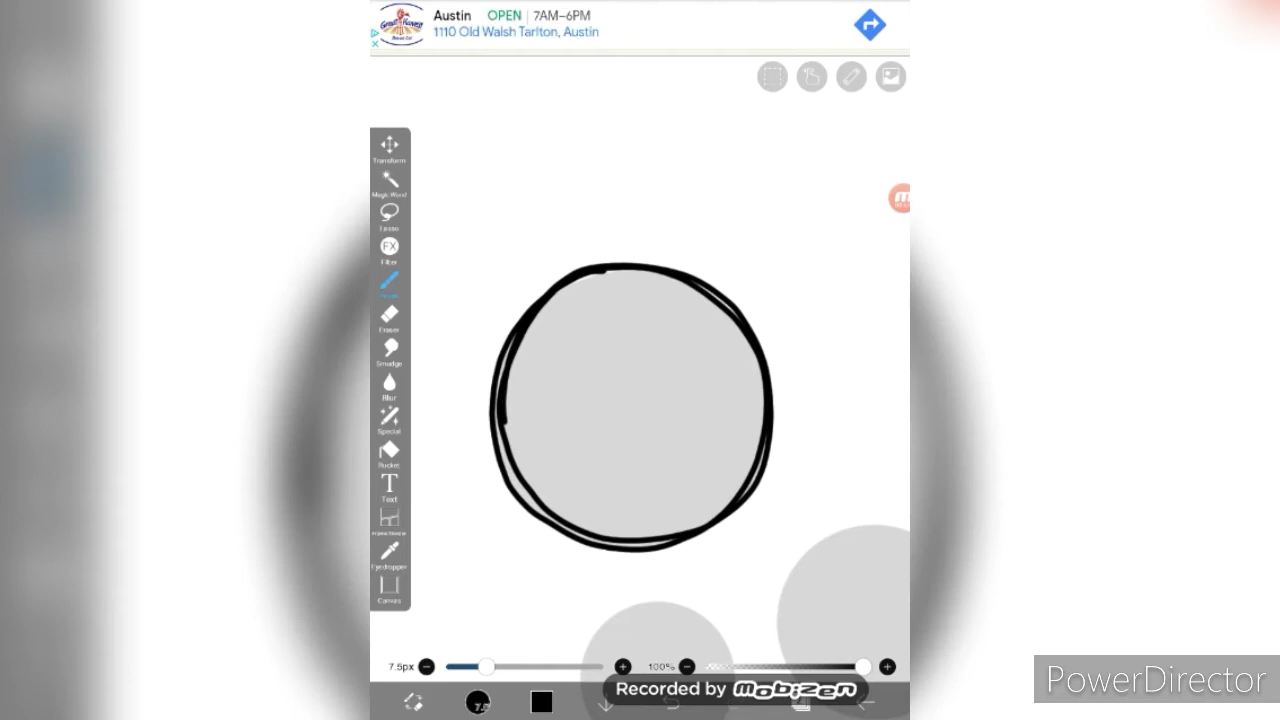 Austin OPEN 7AM–6PM
1110 Old Walsh Tarlton, Austin
Transform
Magic Wand
Lasso
FX
Filter
Eraser
Smudge
Blur
Special
Bucket
T
Text
Eyedropper
Canvas
7.5px
100%
Recorded by Mobizen
PowerDirector